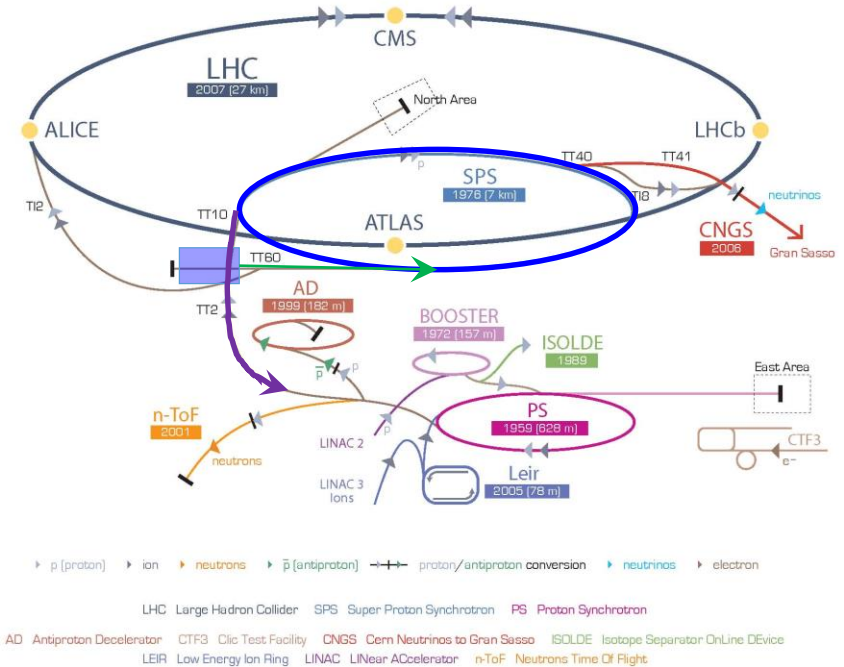 CMS
LHC
2007 (27 km)
North Area
ALICE
LHCb
TT40
TT41
p
SPS
1976 (7 km)
TI8
neutrinos
TI2
TT10
ATLAS
CNGS
2006
Gran Sasso
TT60
AD
1999 (182 m)
TT2
BOOSTER
1972 (157 m)
ISOLDE
1989
p̅
p
East Area
n-ToF
2001
PS
1959 (628 m)
p
LINAC 2
neutrons
CTF3
e-
LINAC 3
Ions
Leir
2005 (78 m)
p (proton) ion neutrons p̅ (antiproton) proton/antiproton conversion neutrinos electron
LHC Large Hadron Collider SPS Super Proton Synchrotron PS Proton Synchrotron
AD Antiproton Decelerator CTF3 Clic Test Facility CNGS Cern Neutrinos to Gran Sasso ISOLDE Isotope Separator OnLine DEvice
LEIR Low Energy Ion Ring LINAC LINear ACcelerator n-ToF Neutrons Time Of Flight